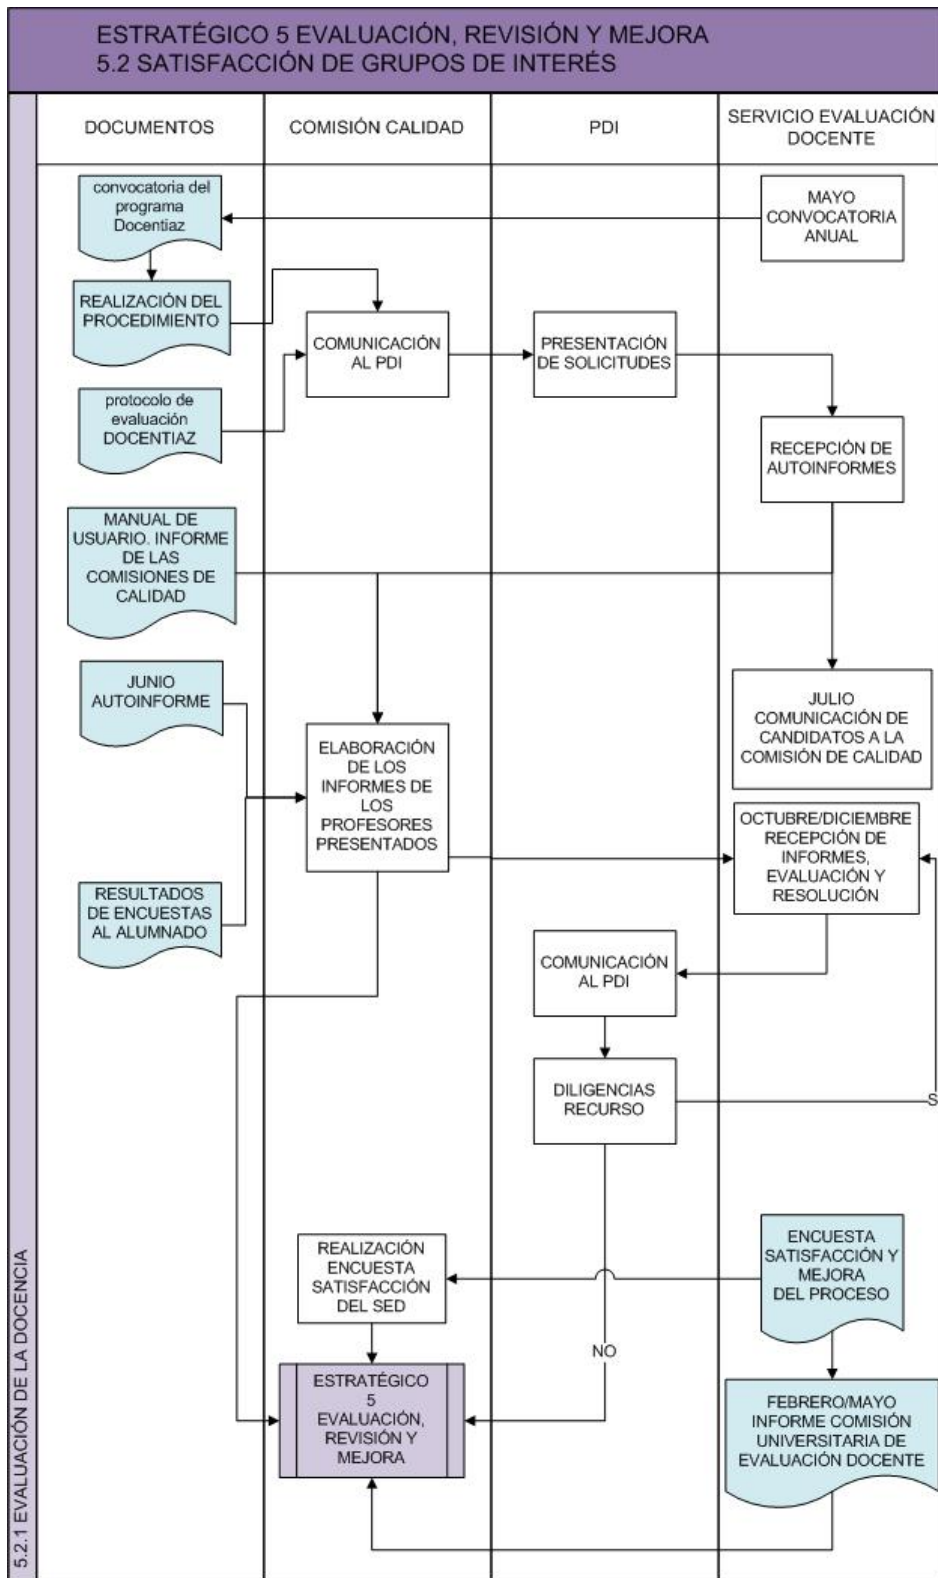 ESTRATÉGICO 5 EVALUACIÓN, REVISIÓN Y MEJORA
5.2 SATISFACCIÓN DE GRUPOS DE INTERÉS
5.2.1 EVALUACIÓN DE LA DOCENCIA
DOCUMENTOS
COMISIÓN CALIDAD
PDI
SERVICIO EVALUACIÓN
DOCENTE
convocatoria del
programa
Docentiaz
MAYO
CONVOCATORIA
ANUAL
REALIZACIÓN DEL
PROCEDIMIENTO
COMUNICACIÓN
AL PDI
PRESENTACIÓN
DE SOLICITUDES
protocolo de
evaluación
DOCENTIAZ
RECEPCIÓN DE
AUTOINFORMES
MANUAL DE
USUARIO. INFORME
DE LAS
COMISIONES DE
CALIDAD
JUNIO
AUTOINFORME
JULIO
COMUNICACIÓN DE
CANDIDATOS A LA
COMISIÓN DE CALIDAD
ELABORACIÓN
DE LOS
INFORMES DE
LOS
PROFESORES
PRESENTADOS
OCTUBRE/DICIEMBRE
RECEPCIÓN DE
INFORMES,
EVALUACIÓN Y
RESOLUCIÓN
RESULTADOS
DE ENCUESTAS
AL ALUMNADO
COMUNICACIÓN
AL PDI
DILIGENCIAS
RECURSO
S
REALIZACIÓN
ENCUESTA
SATISFACCIÓN
DEL SED
ENCUESTA
SATISFACCIÓN Y
MEJORA
DEL PROCESO
NO
ESTRATÉGICO
5
EVALUACIÓN,
REVISIÓN Y
MEJORA
FEBRERO/MAYO
INFORME COMISIÓN
UNIVERSITARIA DE
EVALUACIÓN DOCENTE